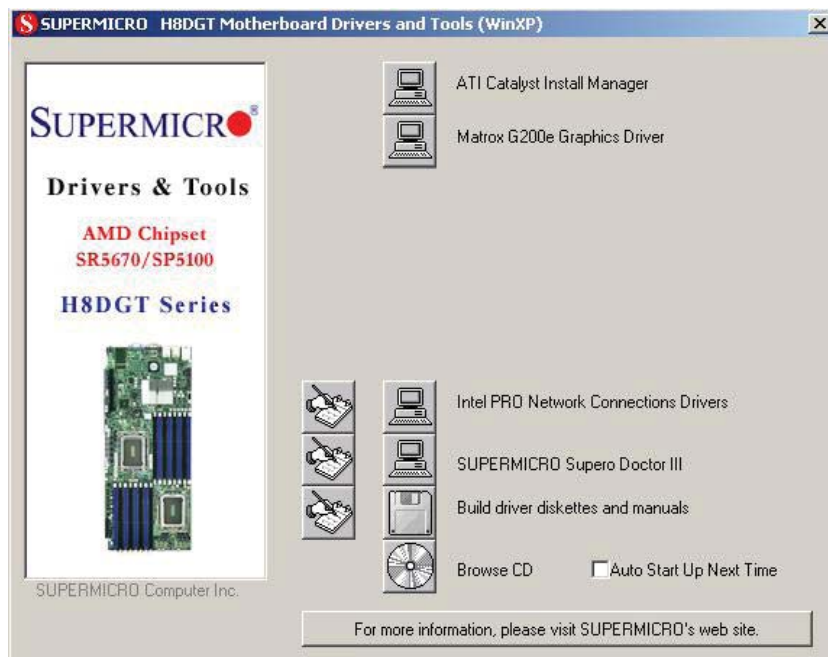 SUPERMICRO H8DGT Motherboard Drivers and Tools (WinXP)
SUPERMICRO®
Drivers & Tools
AMD Chipset
SR5670/SP5100
H8DGT Series
SUPERMICRO Computer Inc.
ATI Catalyst Install Manager
Matrox G200e Graphics Driver
Intel PRO Network Connections Drivers
SUPERMICRO Supero Doctor III
Build driver diskettes and manuals
Browse CD
Auto Start Up Next Time
For more information, please visit SUPERMICRO's web site.